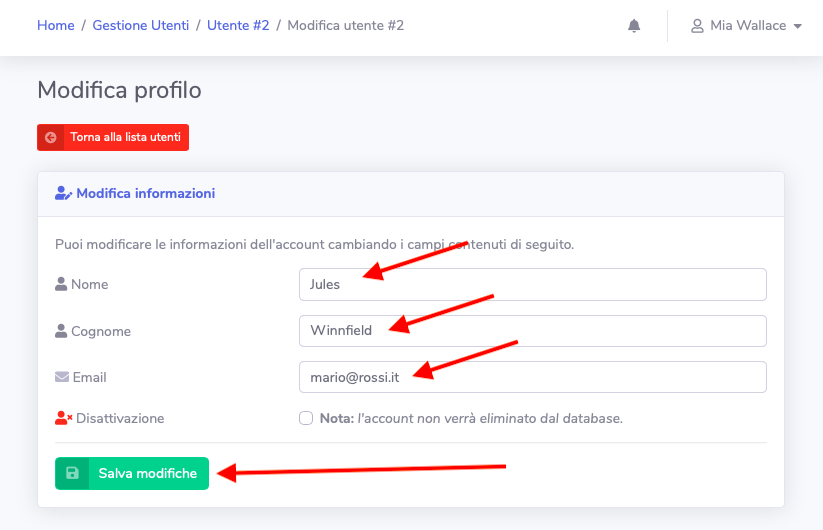 Home / Gestione Utenti / Utente #2 / Modifica utente #2
Mia Wallace
Modifica profilo
Torna alla lista utenti
Modifica informazioni
Puoi modificare le informazioni dell'account cambiando i campi contenuti di seguito.
Nome
Jules
Cognome
Winnfield
Email
mario@rossi.it
Disattivazione
Nota: l'account non verrà eliminato dal database.
Salva modifiche